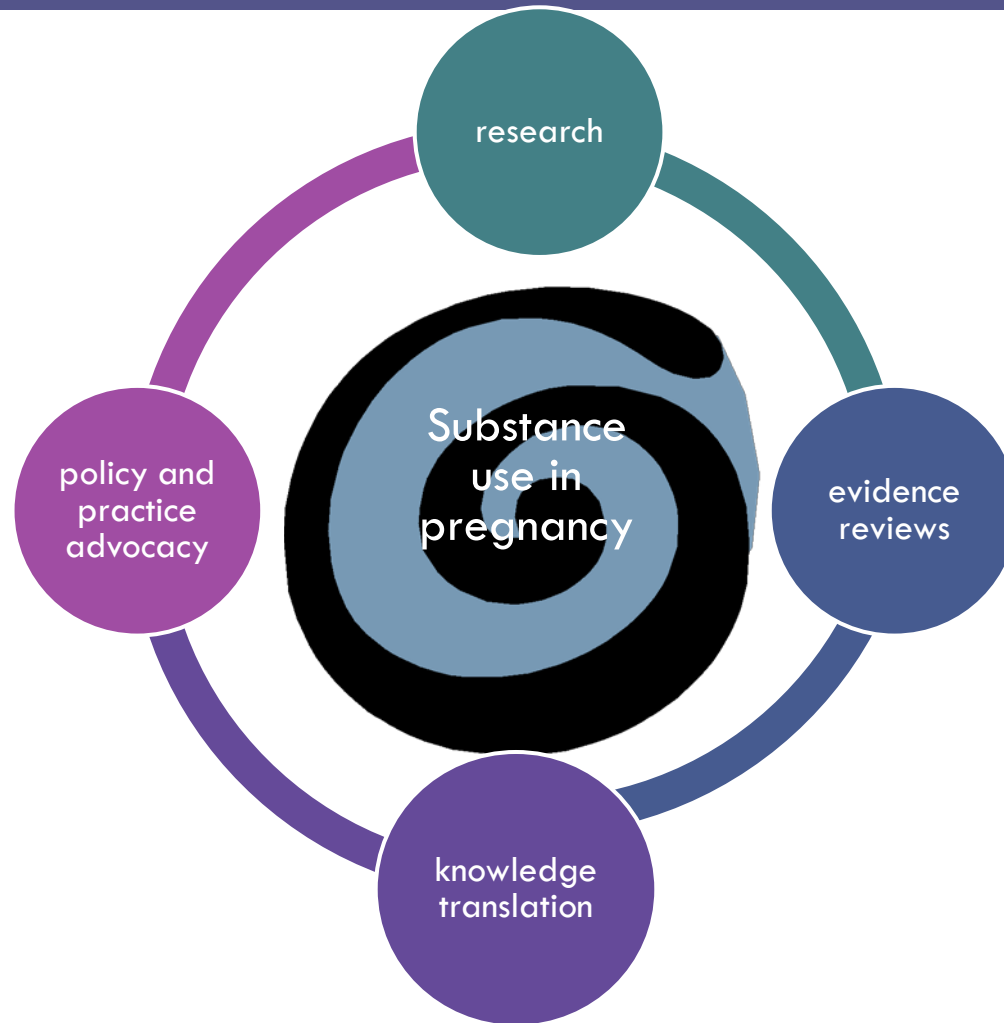 research
Substance
use in
pregnancy
policy and
practice
advocacy
evidence
reviews
knowledge
translation